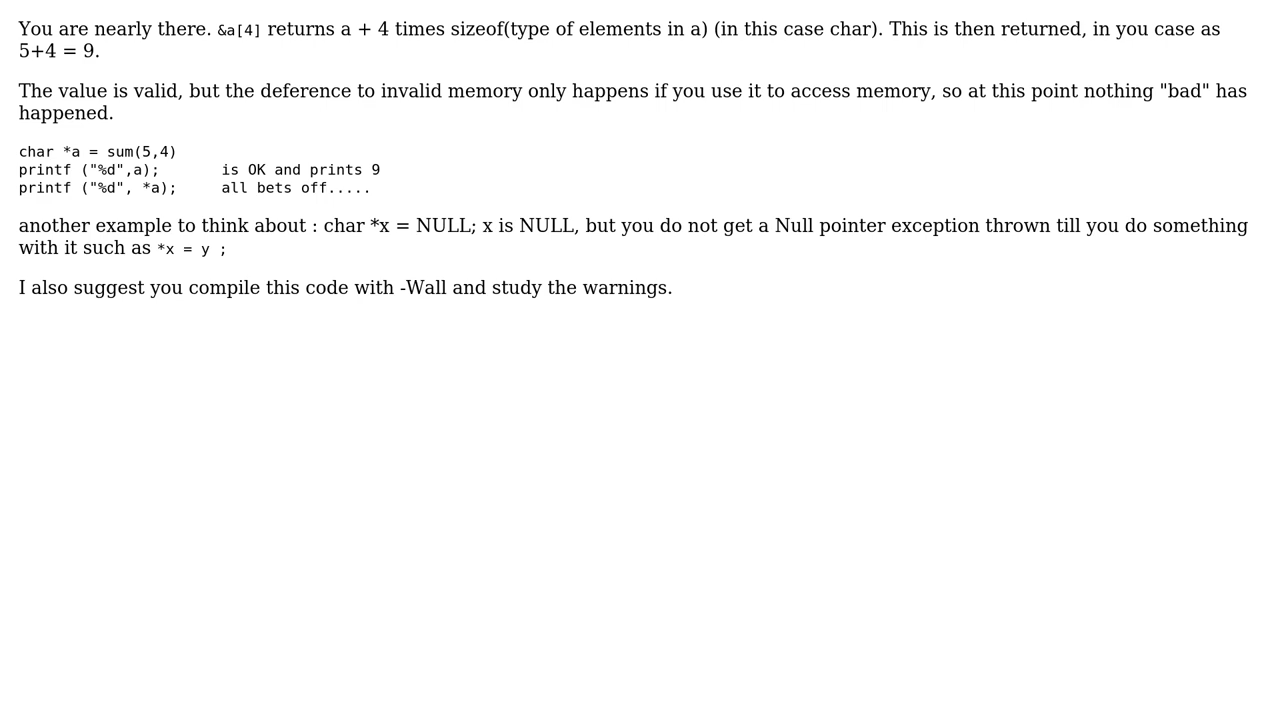 You are nearly there. &a[4] returns a + 4 times sizeof(type of elements in a) (in this case char). This is then returned, in you case as
5+4 = 9.
The value is valid, but the deference to invalid memory only happens if you use it to access memory, so at this point nothing "bad" has
happened.
char *a = sum(5,4)
printf ("%d",a);       is OK and prints 9
printf ("%d", *a);     all bets off.....
another example to think about : char *x = NULL; x is NULL, but you do not get a Null pointer exception thrown till you do something
with it such as *x = y ;
I also suggest you compile this code with -Wall and study the warnings.